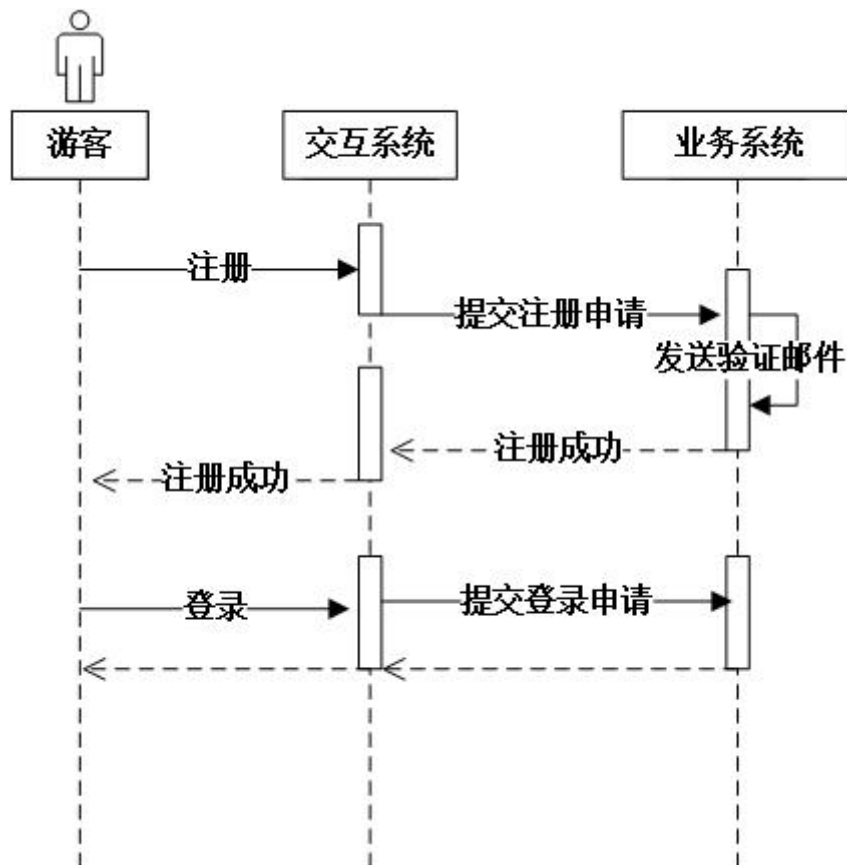 游客
交互系统
业务系统
注册
提交注册申请
发送验证邮件
注册成功
注册成功
登录
提交登录申请